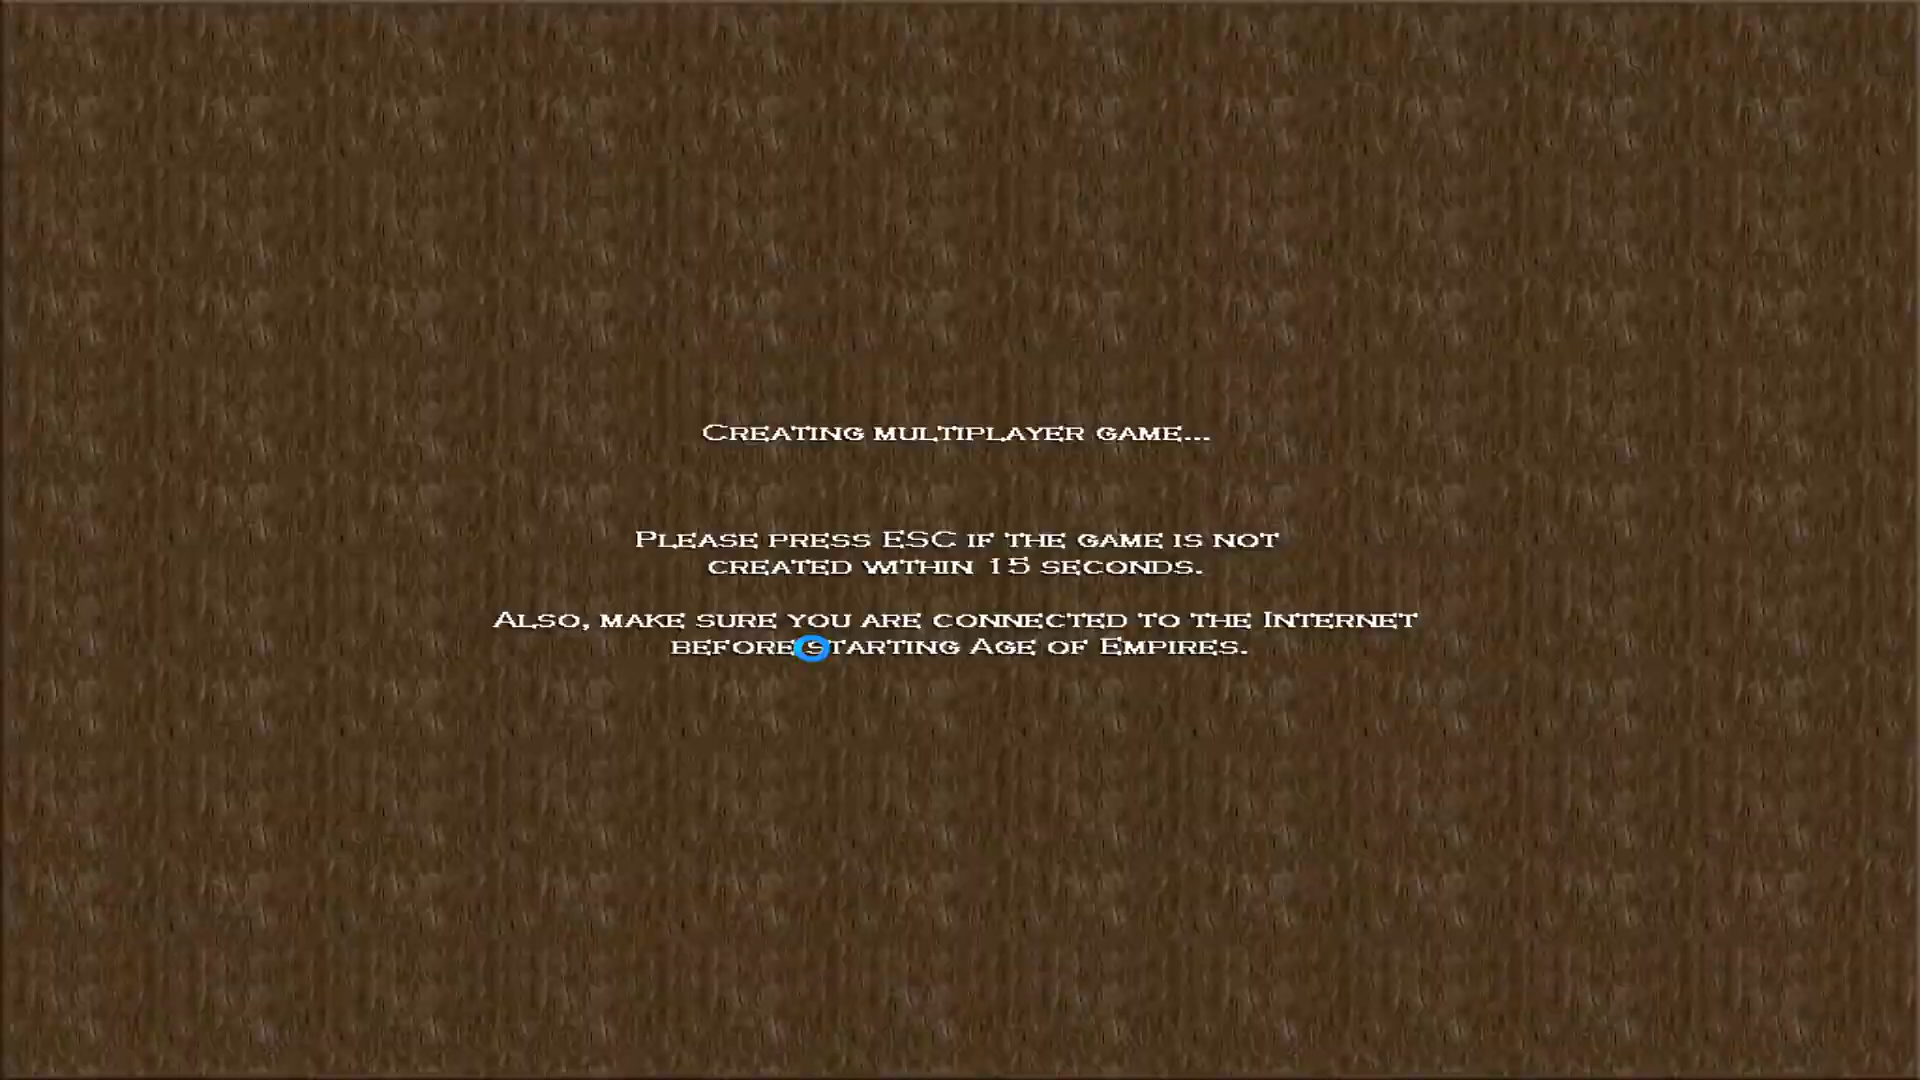 Creating multiplayer game...
Please press ESC if the game is not
created within 15 seconds.
Also, make sure you are connected to the Internet
before starting Age of Empires.